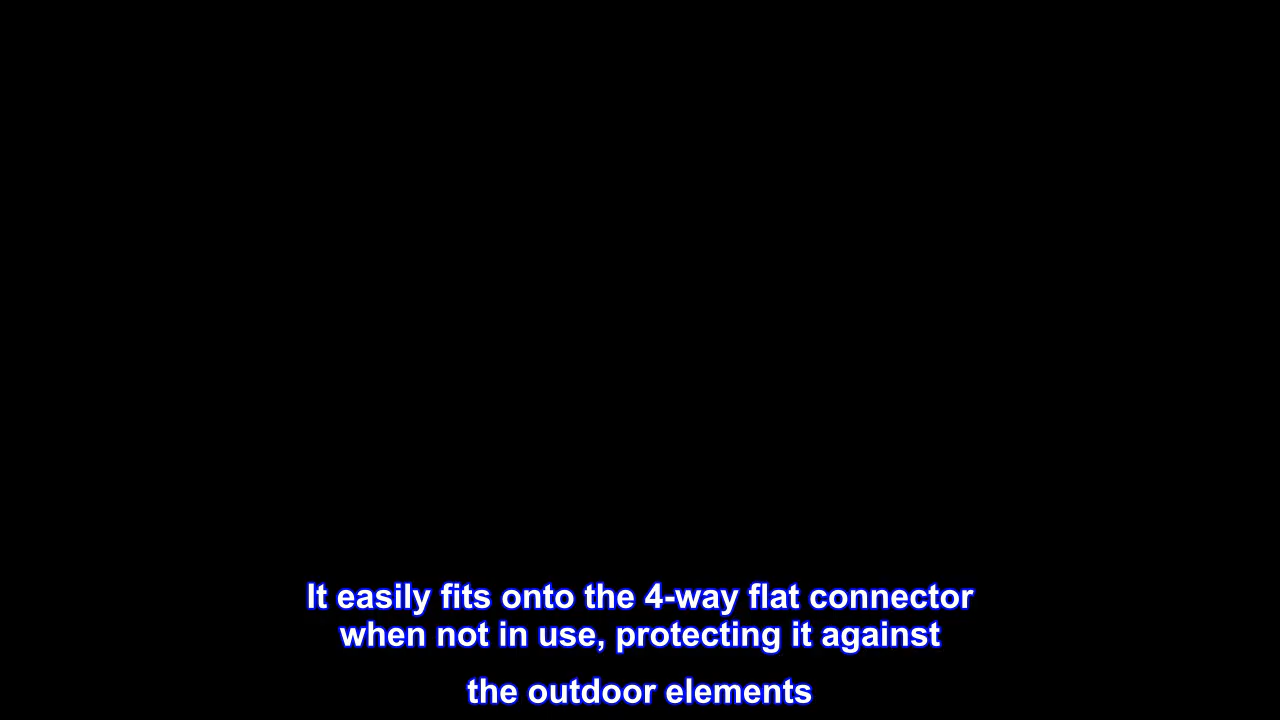 It easily fits onto the 4-way flat connector
when not in use, protecting it against
the outdoor elements